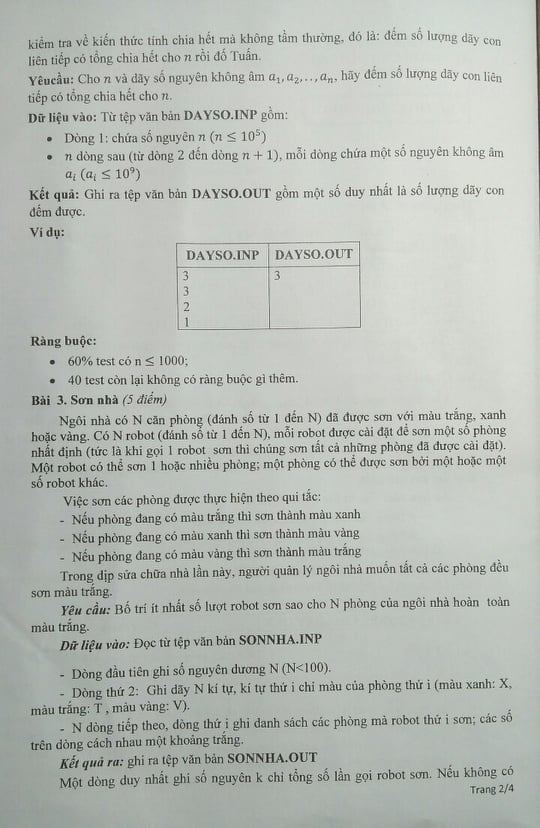 kiểm tra về kiến thức tính chia hết mà không tầm thường, đó là: đếm số lượng dãy con
liên tiếp có tổng chia hết cho n rồi đố Tuấn.
Yêucầu: Cho n và dãy số nguyên không âm a₁, a₂, . . , aₙ, hãy đếm số lượng dãy con liên
tiếp có tổng chia hết cho n.
Dữ liệu vào: Từ tệp văn bản DAYSO.INP gồm:
• Dòng 1: chứa số nguyên n (n ≤ 10⁵)
• n dòng sau (từ dòng 2 đến dòng n + 1), mỗi dòng chứa một số nguyên không âm
aᵢ (aᵢ ≤ 10⁹)
Kết quả: Ghi ra tệp văn bản DAYSO.OUT gồm một số duy nhất là số lượng dãy con
đếm được.
Ví dụ:
DAYSO.INP DAYSO.OUT
3 3
3
2
1
Ràng buộc:
• 60% test có n ≤ 1000;
• 40 test còn lại không có ràng buộc gì thêm.
Bài 3. Sơn nhà (5 điểm)
Ngôi nhà có N căn phòng (đánh số từ 1 đến N) đã được sơn với màu trắng, xanh
hoặc vàng. Có N robot (đánh số từ 1 đến N), mỗi robot được cài đặt để sơn một số phòng
nhất định (tức là khi gọi 1 robot sơn thì chúng sơn tất cả những phòng đã được cài đặt).
Một robot có thể sơn 1 hoặc nhiều phòng; một phòng có thể được sơn bởi một hoặc một
số robot khác.
Việc sơn các phòng được thực hiện theo qui tắc:
- Nếu phòng đang có màu trắng thì sơn thành màu xanh
- Nếu phòng đang có màu xanh thì sơn thành màu vàng
- Nếu phòng đang có màu vàng thì sơn thành màu trắng
Trong dịp sửa chữa nhà lần này, người quản lý ngôi nhà muốn tất cả các phòng đều
sơn màu trắng.
Yêu cầu: Bố trí ít nhất số lượt robot sơn sao cho N phòng của ngôi nhà hoàn toàn
màu trắng.
Dữ liệu vào: Đọc từ tệp văn bản SONNHA.INP
- Dòng đầu tiên ghi số nguyên dương N (N<100).
- Dòng thứ 2: Ghi dãy N kí tự, kí tự thứ i chỉ màu của phòng thứ i (màu xanh: X,
màu trắng: T , màu vàng: V).
- N dòng tiếp theo, dòng thứ i ghi danh sách các phòng mà robot thứ i sơn; các số
trên dòng cách nhau một khoảng trắng.
Kết quả ra: ghi ra tệp văn bản SONNHA.OUT
Một dòng duy nhất ghi số nguyên k chỉ tổng số lần gọi robot sơn. Nếu không có
Trang 2/4